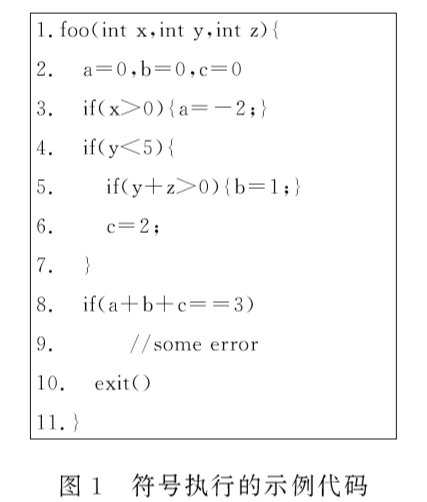 1. foo(int x,int y,int z){
2. a=0,b=0,c=0
3. if(x>0){a=-2;}
4. if(y<5){
5. if(y+z>0){b=1;}
6. c=2;
7. }
8. if(a+b+c==3)
9. //some error
10. exit()
11. }
图 1 符号执行的示例代码